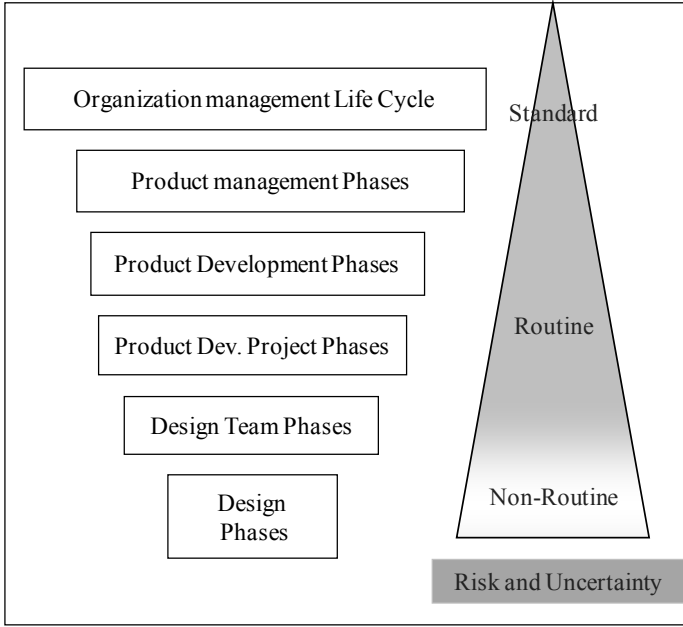 Organization management Life Cycle
Standard
Product management Phases
Product Development Phases
Routine
Product Dev. Project Phases
Design Team Phases
Non-Routine
Design
Phases
Risk and Uncertainty